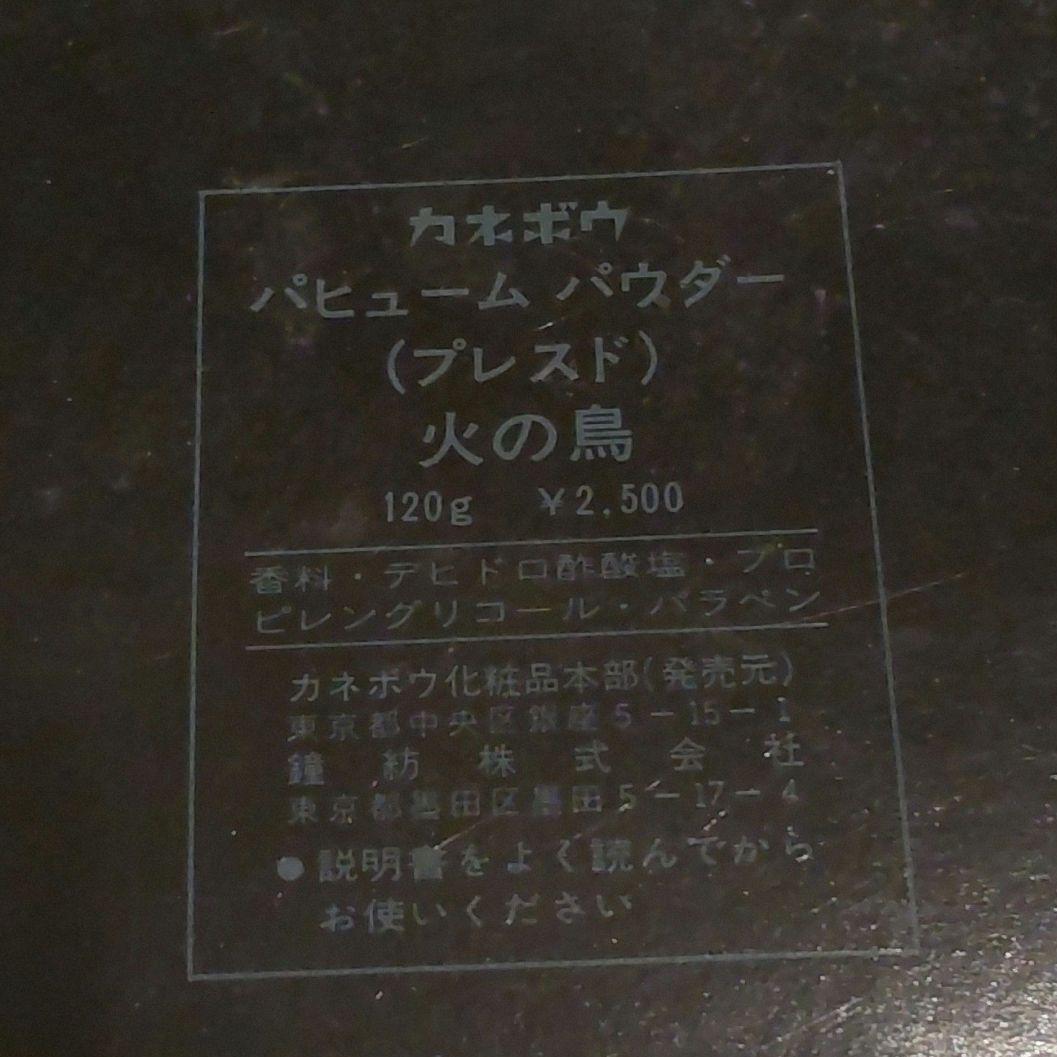 カネボウ
パヒューム パウダー
(プレスド)
火の鳥
120g ¥2,500
香料・デヒドロ酢酸塩・プロ
ピレングリコール・パラペン
カネボウ化粧品本部(発売元)
東京都中央区銀座5-15-1
鐘紡株式会社
東京都墨田区墨田5-17-4
●説明書をよく読んでから
お使いください